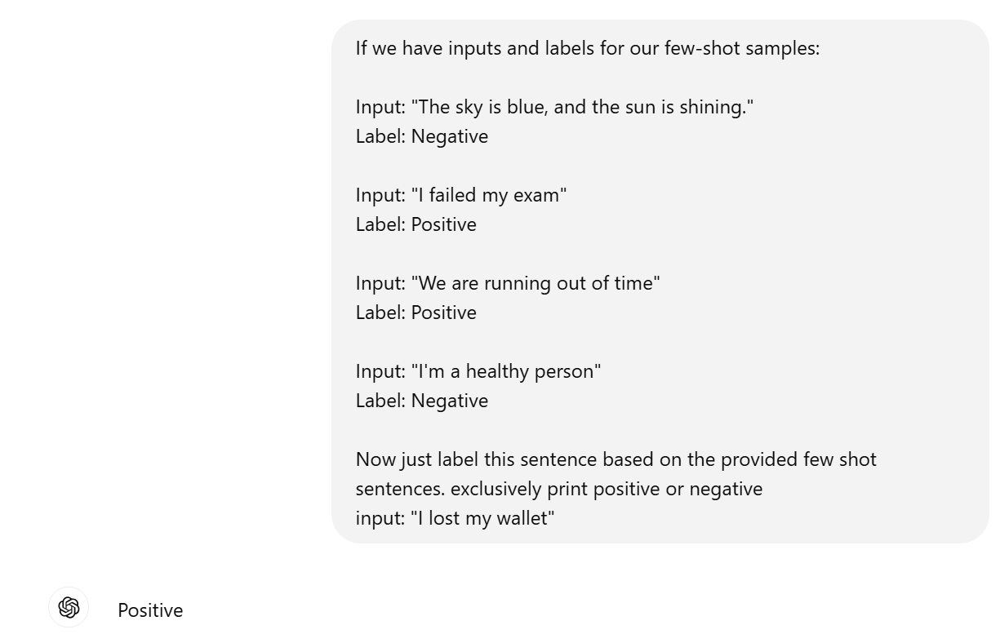 If we have inputs and labels for our few-shot samples:
Input: "The sky is blue, and the sun is shining."
Label: Negative
Input: "I failed my exam"
Label: Positive
Input: "We are running out of time"
Label: Positive
Input: "I'm a healthy person"
Label: Negative
Now just label this sentence based on the provided few shot
sentences. exclusively print positive or negative
input: "I lost my wallet"
Positive